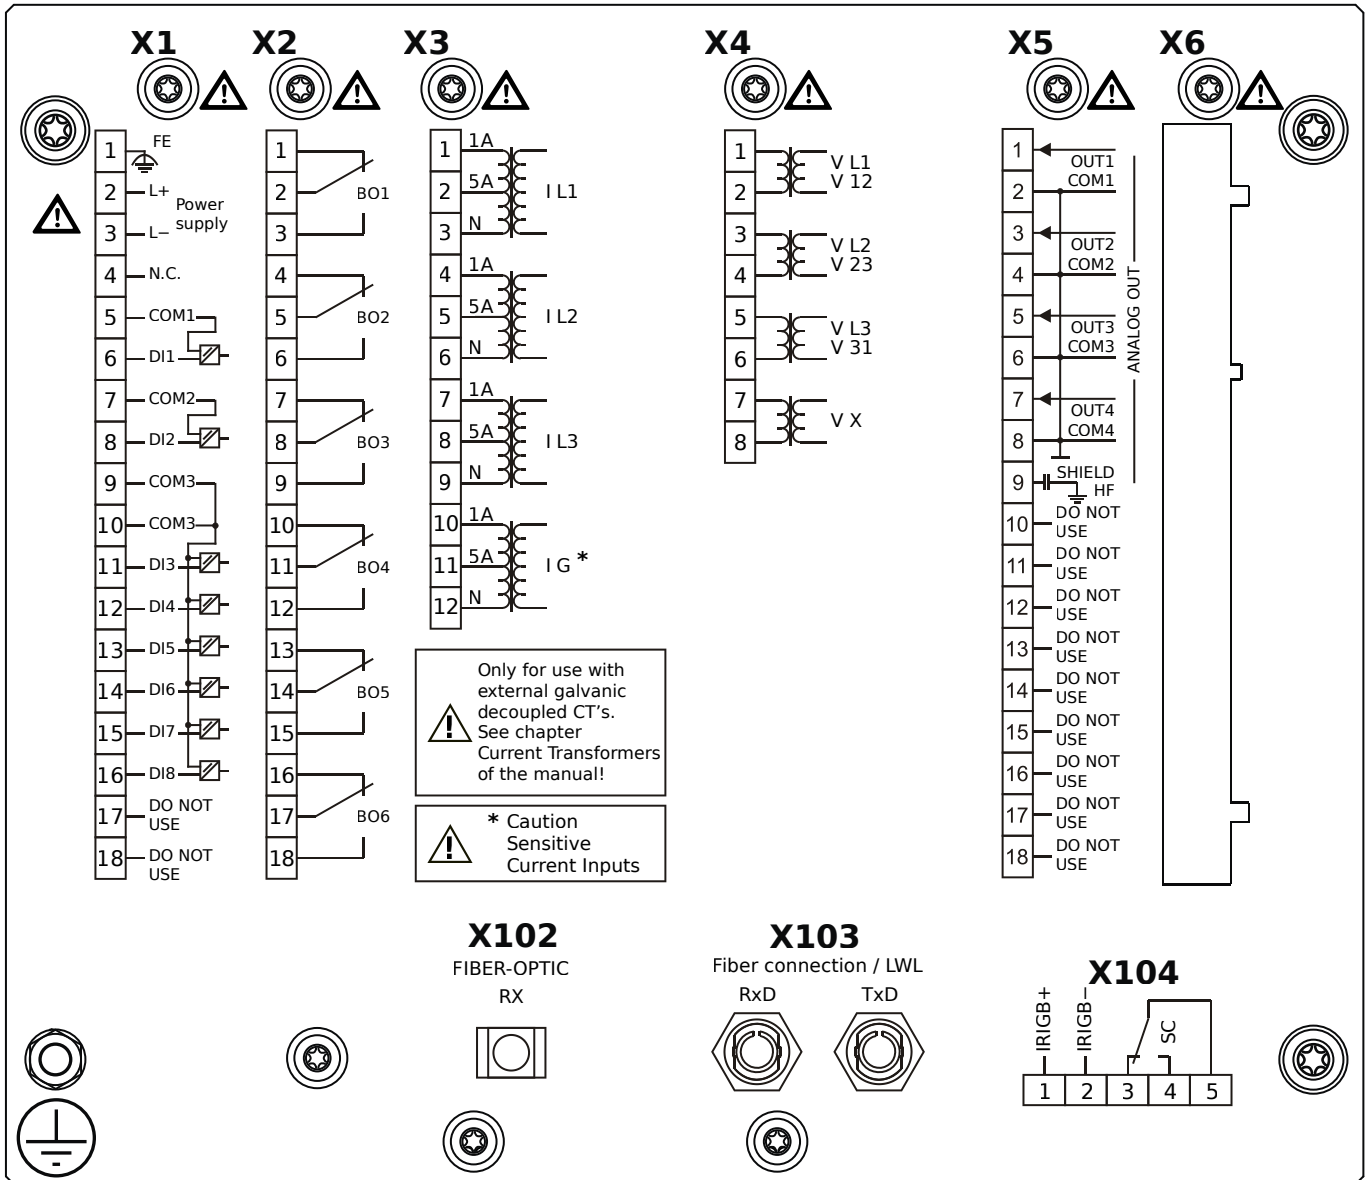 X1
X2
X3
X4
X5
X6
1 FE
2 L+
Power
supply
3 L−
4 N.C.
5 COM1
6 DI1
7 COM2
8 DI2
9 COM3
10 COM3
11 DI3
12 DI4
13 DI5
14 DI6
15 DI7
16 DI8
17 DO NOT
USE
18 DO NOT
USE
1
2 BO1
3
4
5 BO2
6
7
8 BO3
9
10
11 BO4
12
13
14 BO5
15
16
17 BO6
18
1 1A
2 5A I L1
3 N
4 1A
5 5A I L2
6 N
7 1A
8 5A I L3
9 N
10 1A
11 5A I G *
12 N
Only for use with
external galvanic
decoupled CT's.
See chapter
Current Transformers
of the manual!
* Caution
Sensitive
Current Inputs
1 V L1
2 V 12
3 V L2
4 V 23
5 V L3
6 V 31
7 V X
8
1 OUT1
2 COM1
3 OUT2
4 COM2
5 OUT3
6 COM3
7 OUT4
8 COM4
ANALOG OUT
9 SHIELD
HF
10 DO NOT
USE
11 DO NOT
USE
12 DO NOT
USE
13 DO NOT
USE
14 DO NOT
USE
15 DO NOT
USE
16 DO NOT
USE
17 DO NOT
USE
18 DO NOT
USE
X102
FIBER-OPTIC
RX
X103
Fiber connection / LWL
RxD TxD
X104
IRIGB+
IRIGB−
SC
1 2 3 4 5